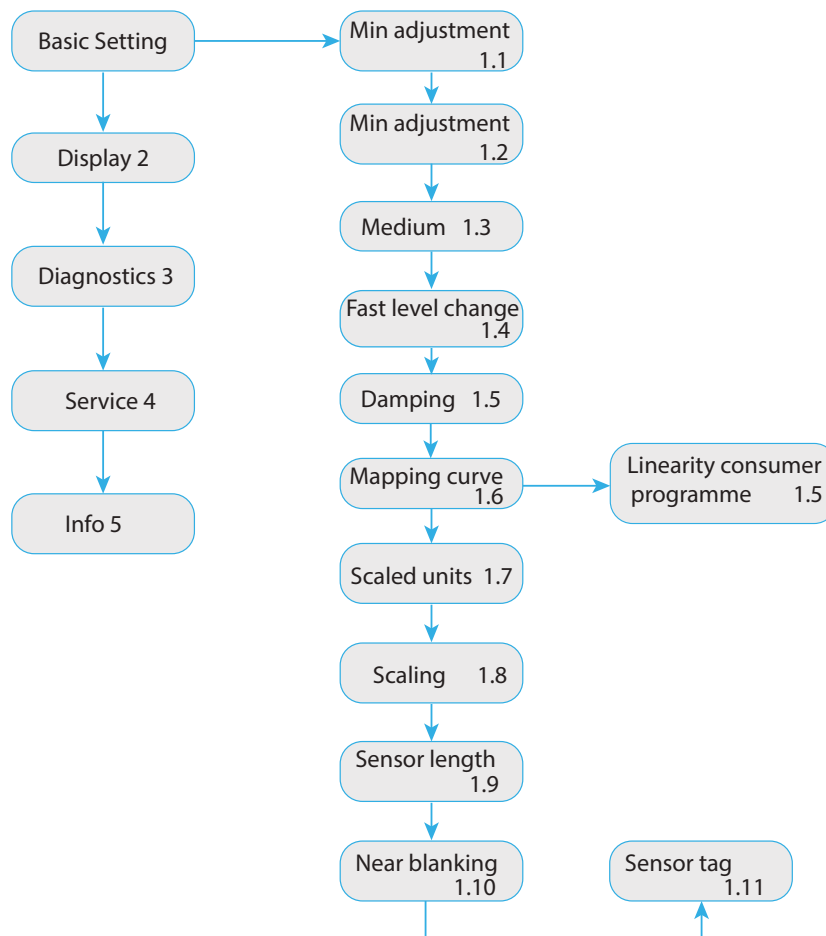 Basic Setting
Display 2
Diagnostics 3
Service 4
Info 5
Min adjustment
1.1
Min adjustment
1.2
Medium 1.3
Fast level change
1.4
Damping 1.5
Mapping curve
1.6
Linearity consumer
programme 1.5
Scaled units 1.7
Scaling 1.8
Sensor length
1.9
Near blanking
1.10
Sensor tag
1.11